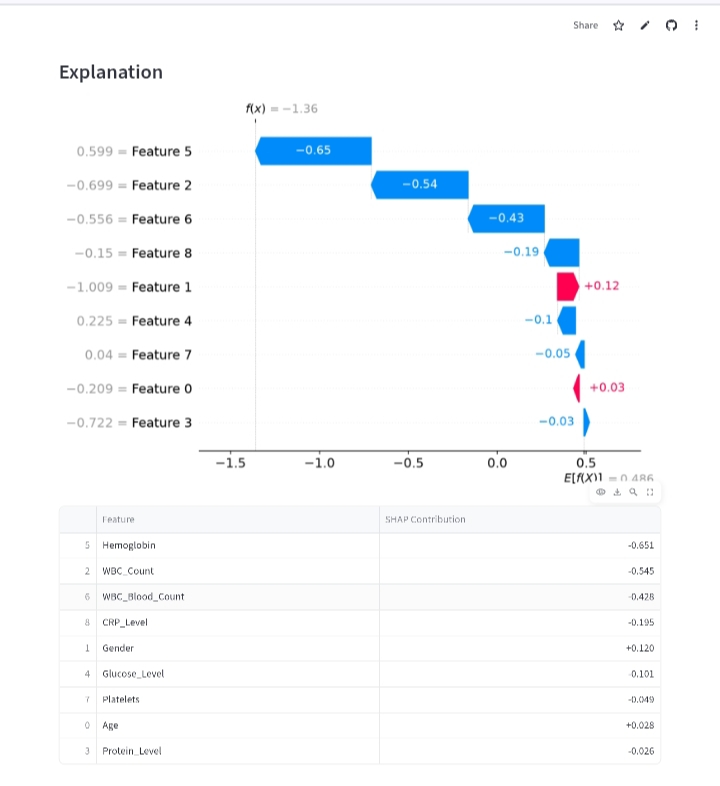 Share
Explanation
f(x) = −1.36
0.599 = Feature 5 −0.65
−0.699 = Feature 2 −0.54
−0.556 = Feature 6 −0.43
−0.15 = Feature 8 −0.19
−1.009 = Feature 1 +0.12
0.225 = Feature 4 −0.1
0.04 = Feature 7 −0.05
−0.209 = Feature 0 +0.03
−0.722 = Feature 3 −0.03
−1.5 −1.0 −0.5 0.0 0.5
E[f(X)] = 0.486
Feature SHAP Contribution
5 Hemoglobin -0.651
2 WBC_Count -0.545
6 WBC_Blood_Count -0.428
8 CRP_Level -0.195
1 Gender +0.120
4 Glucose_Level -0.101
7 Platelets -0.049
0 Age +0.028
3 Protein_Level -0.026